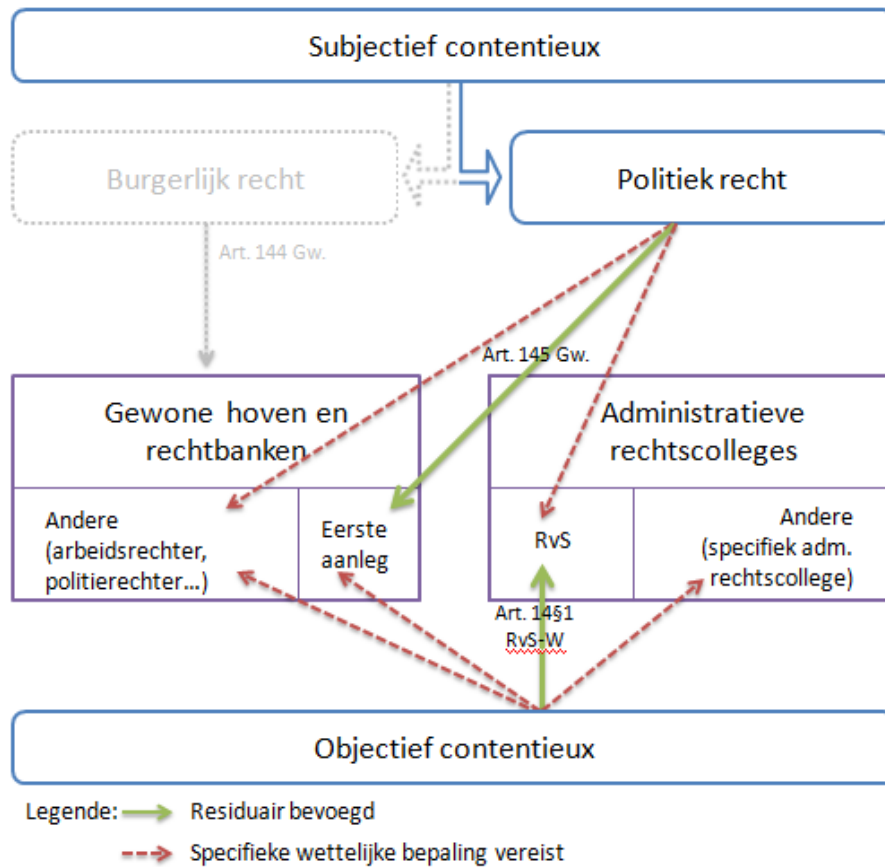 Subjectief contentieux
Burgerlijk recht
Politiek recht
Art. 144 Gw.
Art. 145 Gw.
Gewone hoven en
rechtbanken
Administratieve
rechtscolleges
Andere
(arbeidsrechter,
politierechter...)
Eerste
aanleg
RvS
Andere
(specifiek adm.
rechtscollege)
Art. 14§1
RvS-W
Objectief contentieux
Legende:
Residuair bevoegd
Specifieke wettelijke bepaling vereist